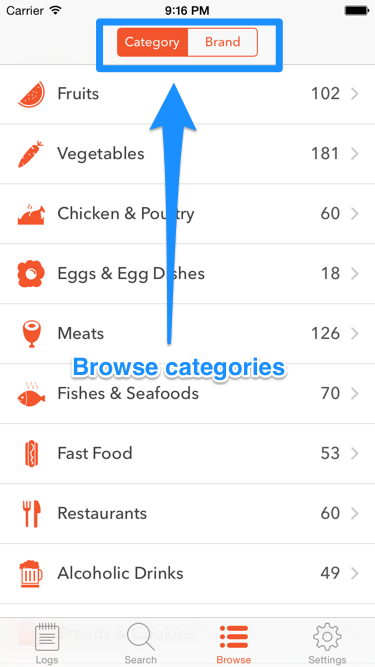 Carrier 9:16 PM
Category Brand
Fruits 102
Vegetables 181
Chicken & Poultry 60
Eggs & Egg Dishes 18
Meats 126
Browse categories
Fishes & Seafoods 70
Fast Food 53
Restaurants 60
Alcoholic Drinks 49
Breads & Cookies
Logs Search Browse Settings